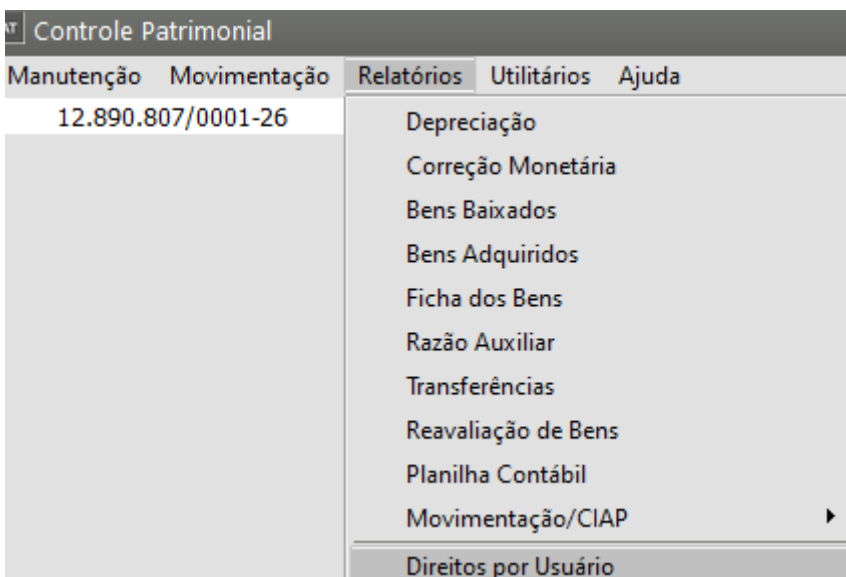 Controle Patrimonial
Manutenção Movimentação Relatórios Utilitários Ajuda
12.890.807/0001-26
Depreciação
Correção Monetária
Bens Baixados
Bens Adquiridos
Ficha dos Bens
Razão Auxiliar
Transferências
Reavaliação de Bens
Planilha Contábil
Movimentação/CIAP
Direitos por Usuário